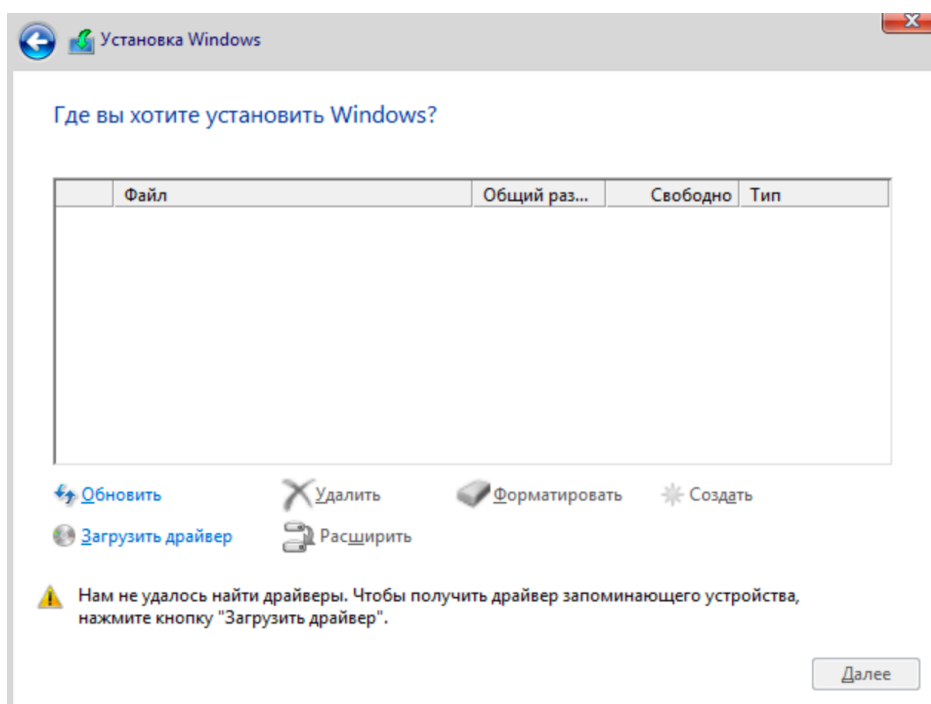 Установка Windows
Где вы хотите установить Windows?
Файл Общий раз... Свободно Тип
Обновить Удалить Форматировать Создать
Загрузить драйвер Расширить
Нам не удалось найти драйверы. Чтобы получить драйвер запоминающего устройства,
нажмите кнопку "Загрузить драйвер".
Далее